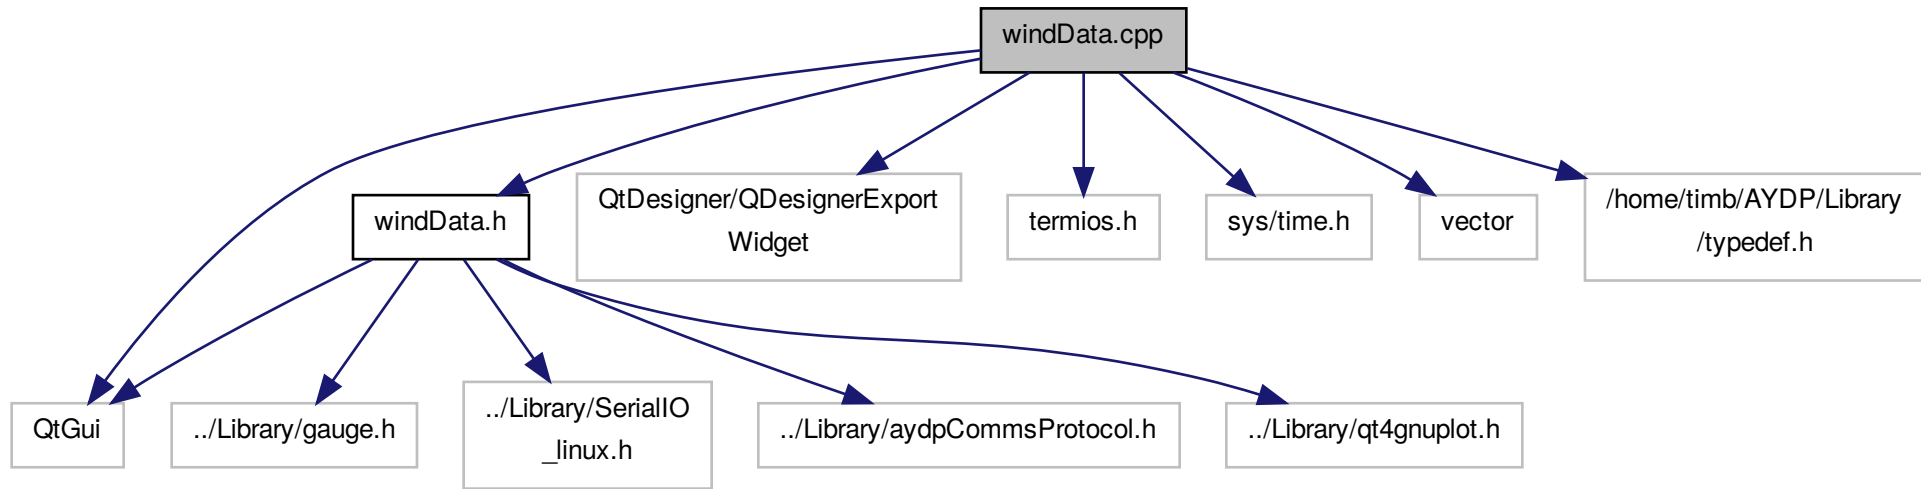 windData.cpp
windData.h
QtDesigner/QDesignerExport
Widget
termios.h
sys/time.h
vector
/home/timb/AYDP/Library
/typedef.h
QtGui
../Library/gauge.h
../Library/SerialIO
_linux.h
../Library/aydpCommsProtocol.h
../Library/qt4gnuplot.h